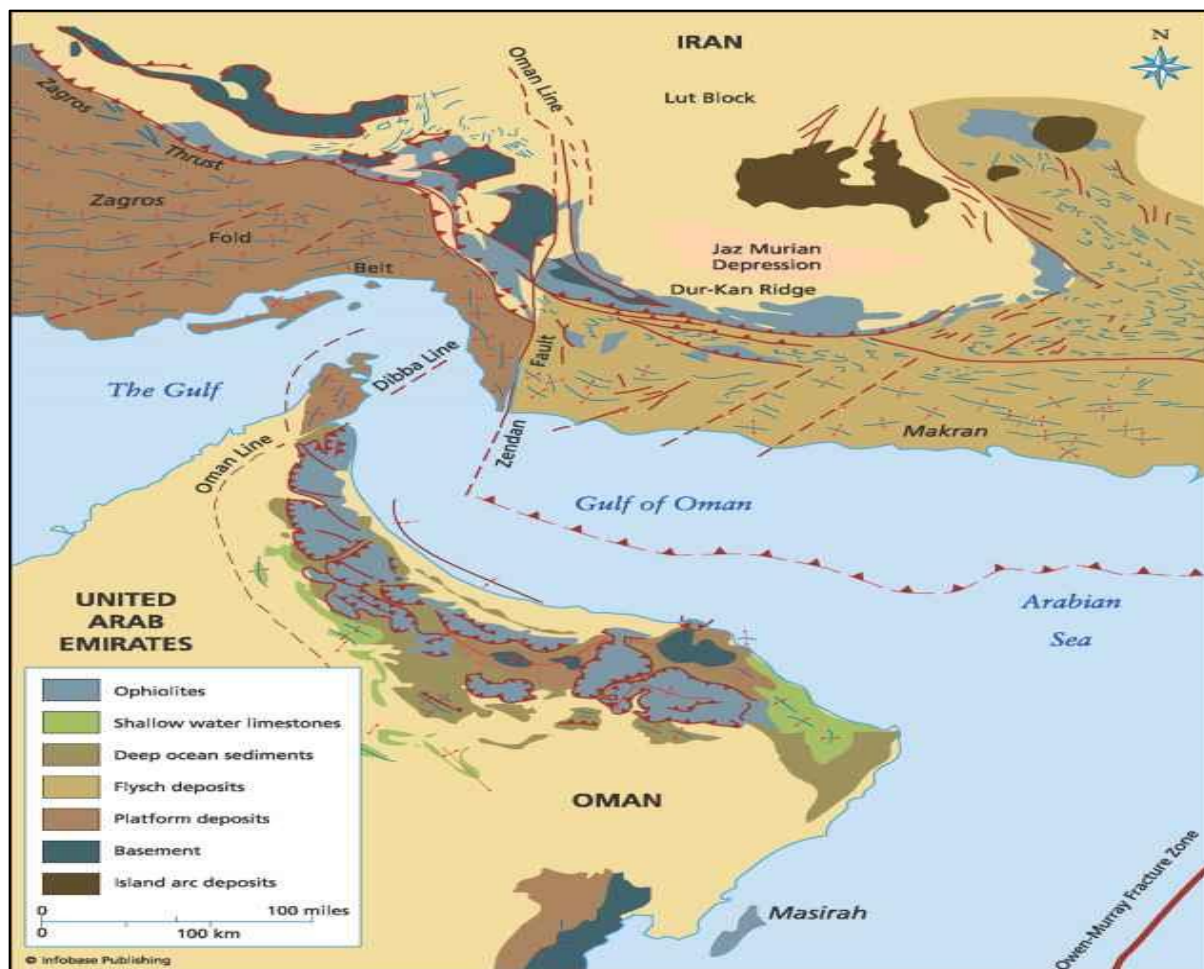 IRAN
N
Oman Line
Lut Block
Zagros
Thrust
Zagros
Fold
Belt
Jaz Murian
Depression
Dur-Kan Ridge
The Gulf
Dibba Line
Fault
Zendan
Makran
Oman Line
Gulf of Oman
Arabian
Sea
UNITED
ARAB
EMIRATES
Ophiolites
Shallow water limestones
Deep ocean sediments
Flysch deposits
Platform deposits
Basement
Island arc deposits
0 100 miles
0 100 km
OMAN
Masirah
Owen-Murray Fracture Zone
© Infobase Publishing